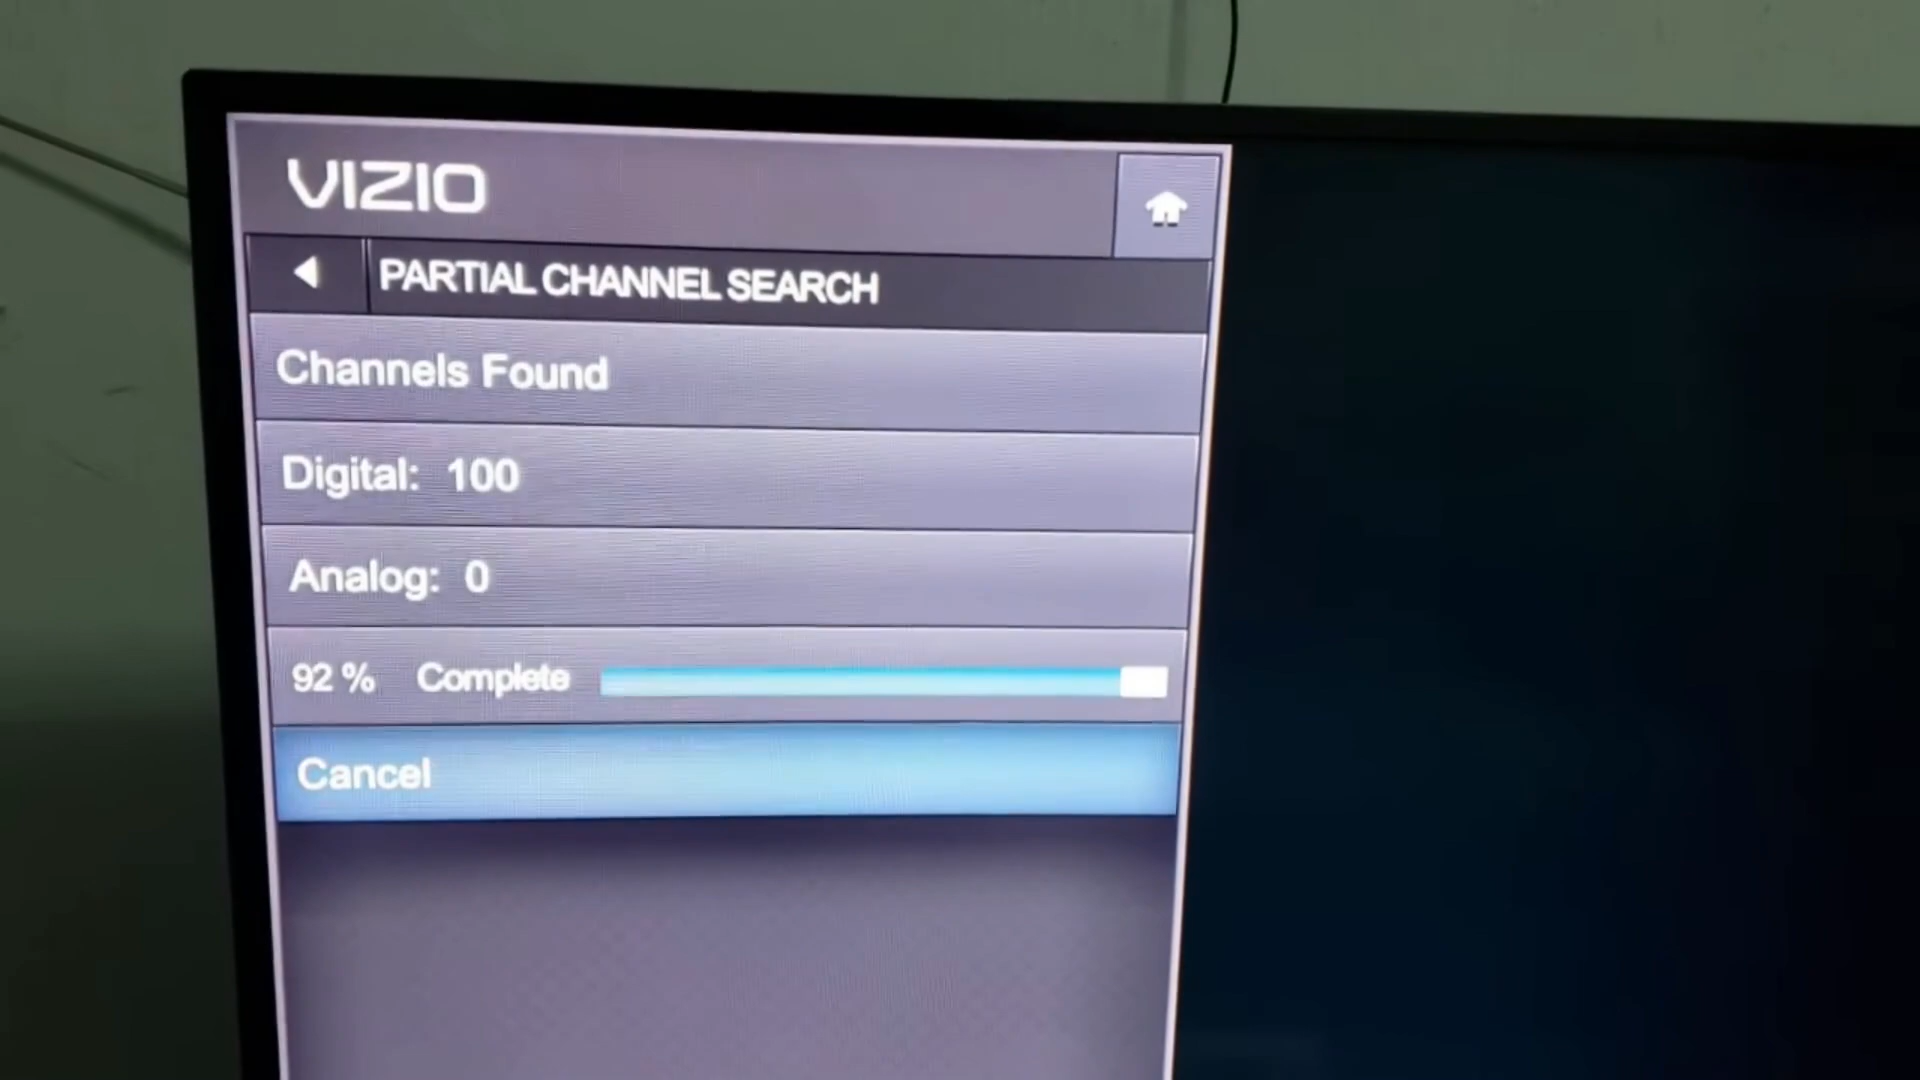 VIZIO
PARTIAL CHANNEL SEARCH
Channels Found
Digital: 100
Analog: 0
92 % Complete
Cancel